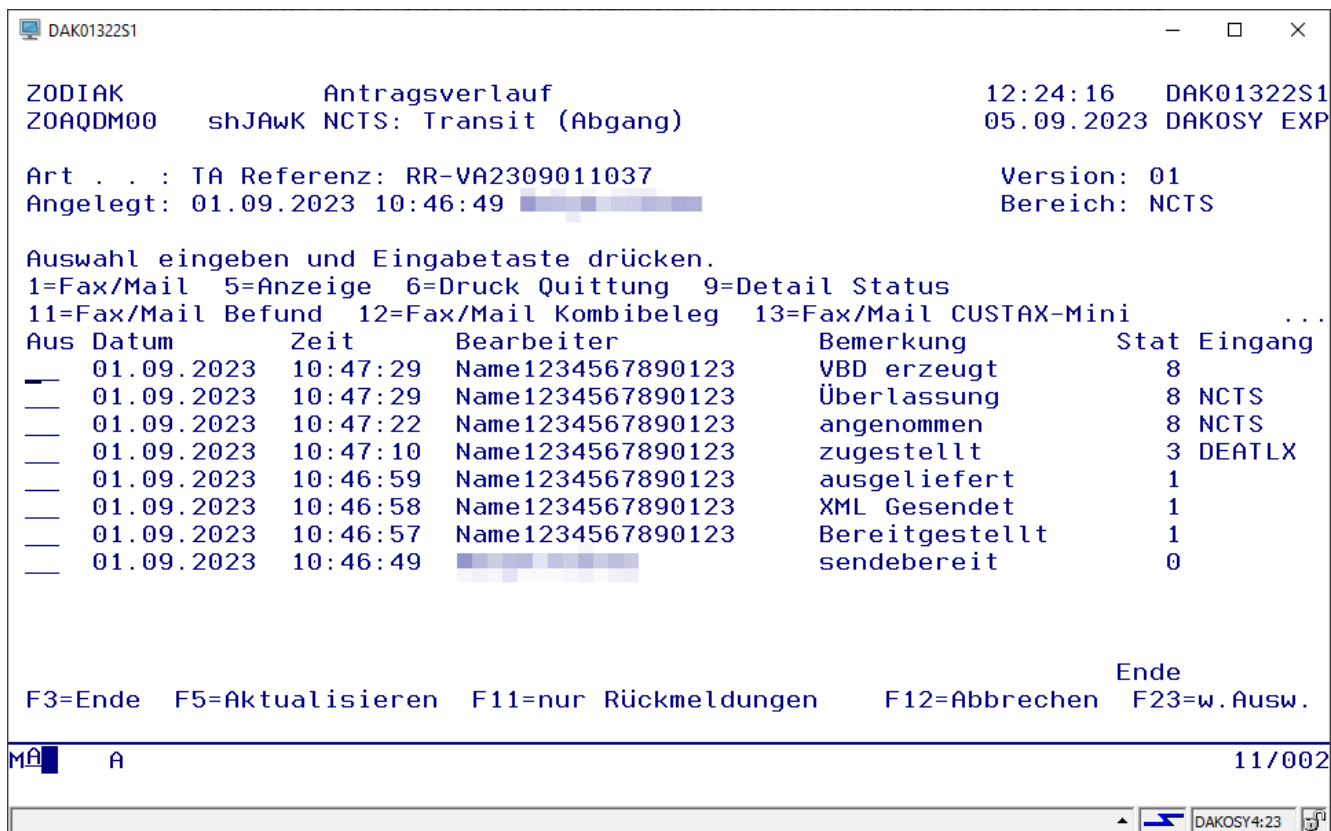 DAK01322S1
ZODIAK Antragsverlauf 12:24:16 DAK01322S1
ZOAQDM00 shJAwK NCTS: Transit (Abgang) 05.09.2023 DAKOSY EXP
Art . . : TA Referenz: RR-VA2309011037 Version: 01
Angelegt: 01.09.2023 10:46:49 Bereich: NCTS
Auswahl eingeben und Eingabetaste drücken.
1=Fax/Mail 5=Anzeige 6=Druck Quittung 9=Detail Status
11=Fax/Mail Befund 12=Fax/Mail Kombibeleg 13=Fax/Mail CUSTAX-Mini ...
Aus Datum Zeit Bearbeiter Bemerkung Stat Eingang
___ 01.09.2023 10:47:29 Name1234567890123 VBD erzeugt 8
___ 01.09.2023 10:47:29 Name1234567890123 Überlassung 8 NCTS
___ 01.09.2023 10:47:22 Name1234567890123 angenommen 8 NCTS
___ 01.09.2023 10:47:10 Name1234567890123 zugestellt 3 DEATLX
___ 01.09.2023 10:46:59 Name1234567890123 ausgeliefert 1
___ 01.09.2023 10:46:58 Name1234567890123 XML Gesendet 1
___ 01.09.2023 10:46:57 Name1234567890123 Bereitgestellt 1
___ 01.09.2023 10:46:49 sendebereit 0
Ende
F3=Ende F5=Aktualisieren F11=nur Rückmeldungen F12=Abbrechen F23=w.Ausw.
MA A 11/002
DAKOSY4:23